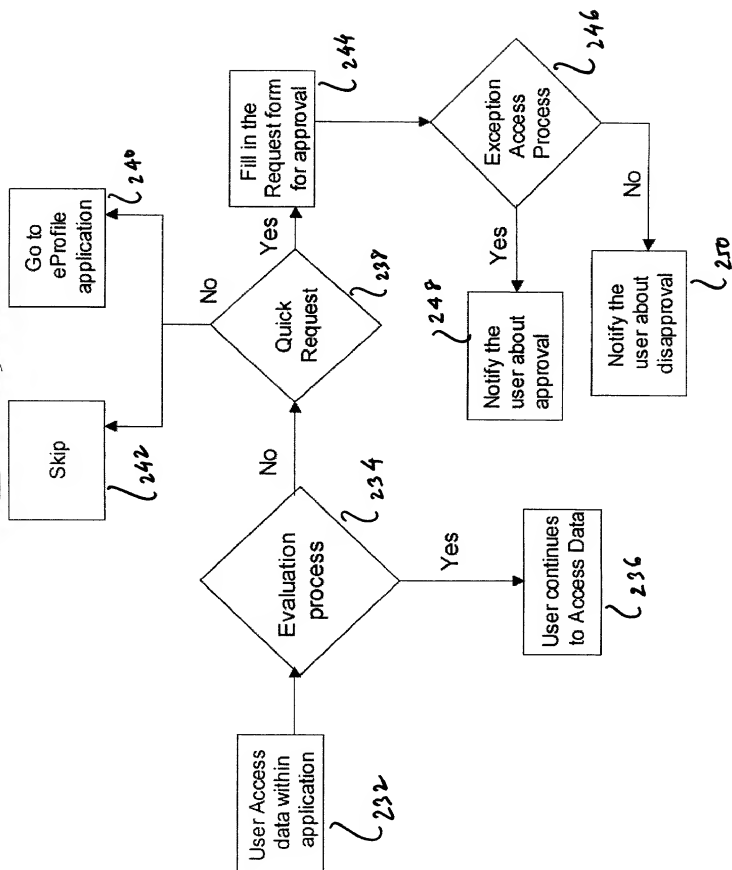 User Access
data within
application
232
Evaluation
process
234
Yes
User continues
to Access Data
236
No
Quick
Request
238
No
Skip
242
Go to
eProfile
application
240
Yes
Fill in the
Request form
for approval
244
Exception
Access
Process
246
Yes
Notify the
user about
approval
248
No
Notify the
user about
disapproval
250